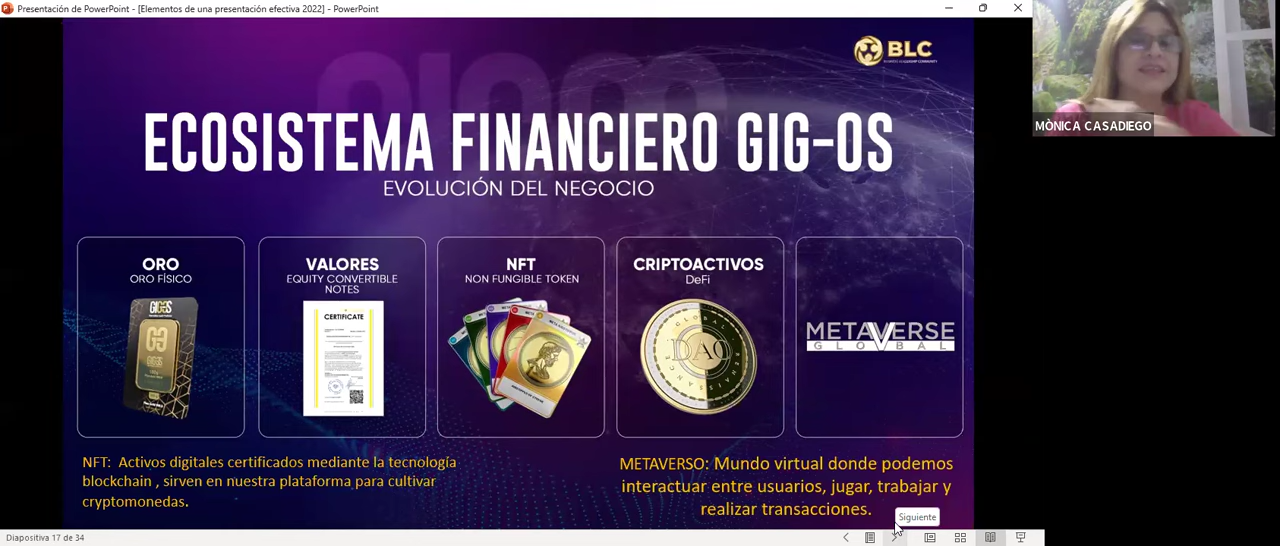 Presentación de PowerPoint - [Elementos de una presentación efectiva 2022] - PowerPoint
BLC
MÒNICA CASADIEGO
ECOSISTEMA FINANCIERO GIG-OS
EVOLUCIÓN DEL NEGOCIO
ORO
ORO FÍSICO
VALORES
EQUITY CONVERTIBLE
NOTES
CERTIFICATE
NFT
NON FUNGIBLE TOKEN
CRIPTOACTIVOS
DeFi
DAO
METAVERSE
GLOBAL
NFT: Activos digitales certificados mediante la tecnología
blockchain , sirven en nuestra plataforma para cultivar
cryptomonedas.
METAVERSO: Mundo virtual donde podemos
interactuar entre usuarios, jugar, trabajar y
realizar transacciones.
Siguiente
Diapositiva 17 de 34